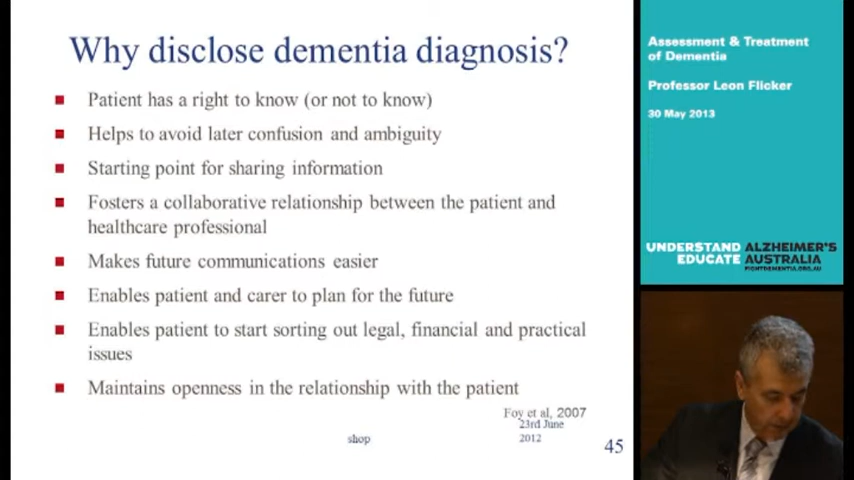 Why disclose dementia diagnosis?
Patient has a right to know (or not to know)
Helps to avoid later confusion and ambiguity
Starting point for sharing information
Fosters a collaborative relationship between the patient and
healthcare professional
Makes future communications easier
Enables patient and carer to plan for the future
Enables patient to start sorting out legal, financial and practical
issues
Maintains openness in the relationship with the patient
Foy et al, 2007
23rd June
2012
shop
45
Assessment & Treatment
of Dementia
Professor Leon Flicker
30 May 2013
UNDERSTAND ALZHEIMER'S
EDUCATE AUSTRALIA
FIGHTDEMENTIA.ORG.AU